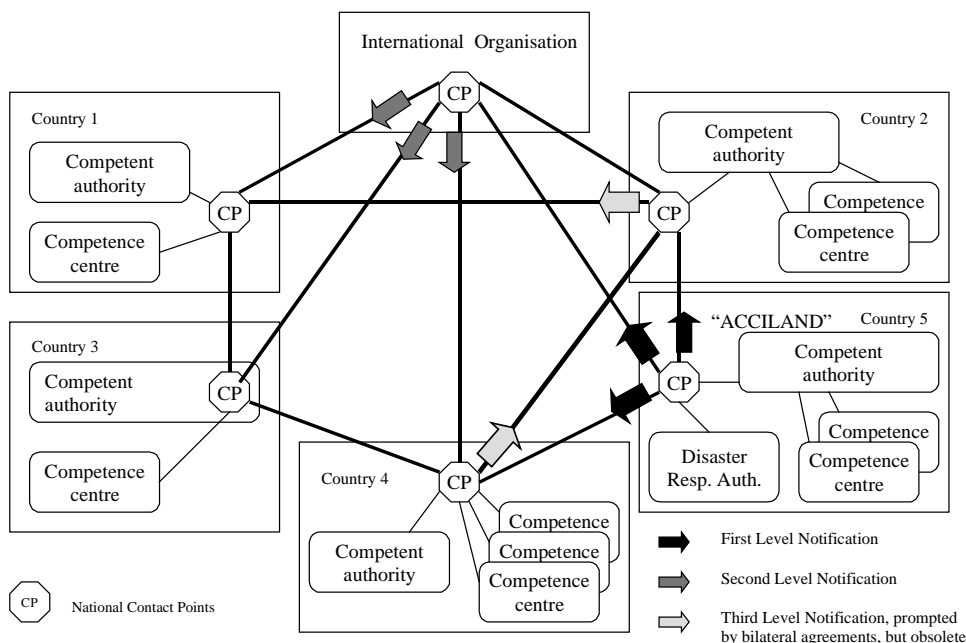 International Organisation
CP
Country 1
Competent
authority
CP
Competence
centre
Country 2
Competent
authority
CP
Competence
Competence
centre
Country 3
Competent
authority
CP
Competence
centre
“ACCILAND”
Country 5
Competent
authority
CP
Disaster
Resp. Auth.
Competence
Competence
centre
Country 4
CP
Competent
authority
Competence
Competence
Competence
centre
CP
National Contact Points
First Level Notification
Second Level Notification
Third Level Notification, prompted
by bilateral agreements, but obsolete